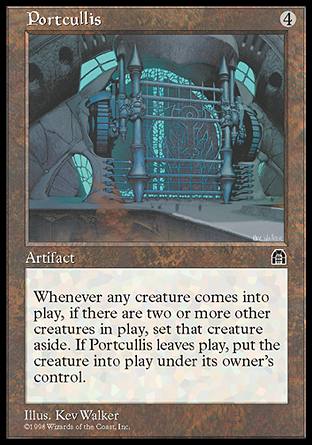 Portcullis 4
Artifact
Whenever any creature comes into
play, if there are two or more other
creatures in play, set that creature
aside. If Portcullis leaves play, put the
creature into play under its owner's
control.
Illus. Kev Walker
©1998 Wizards of the Coast, Inc.